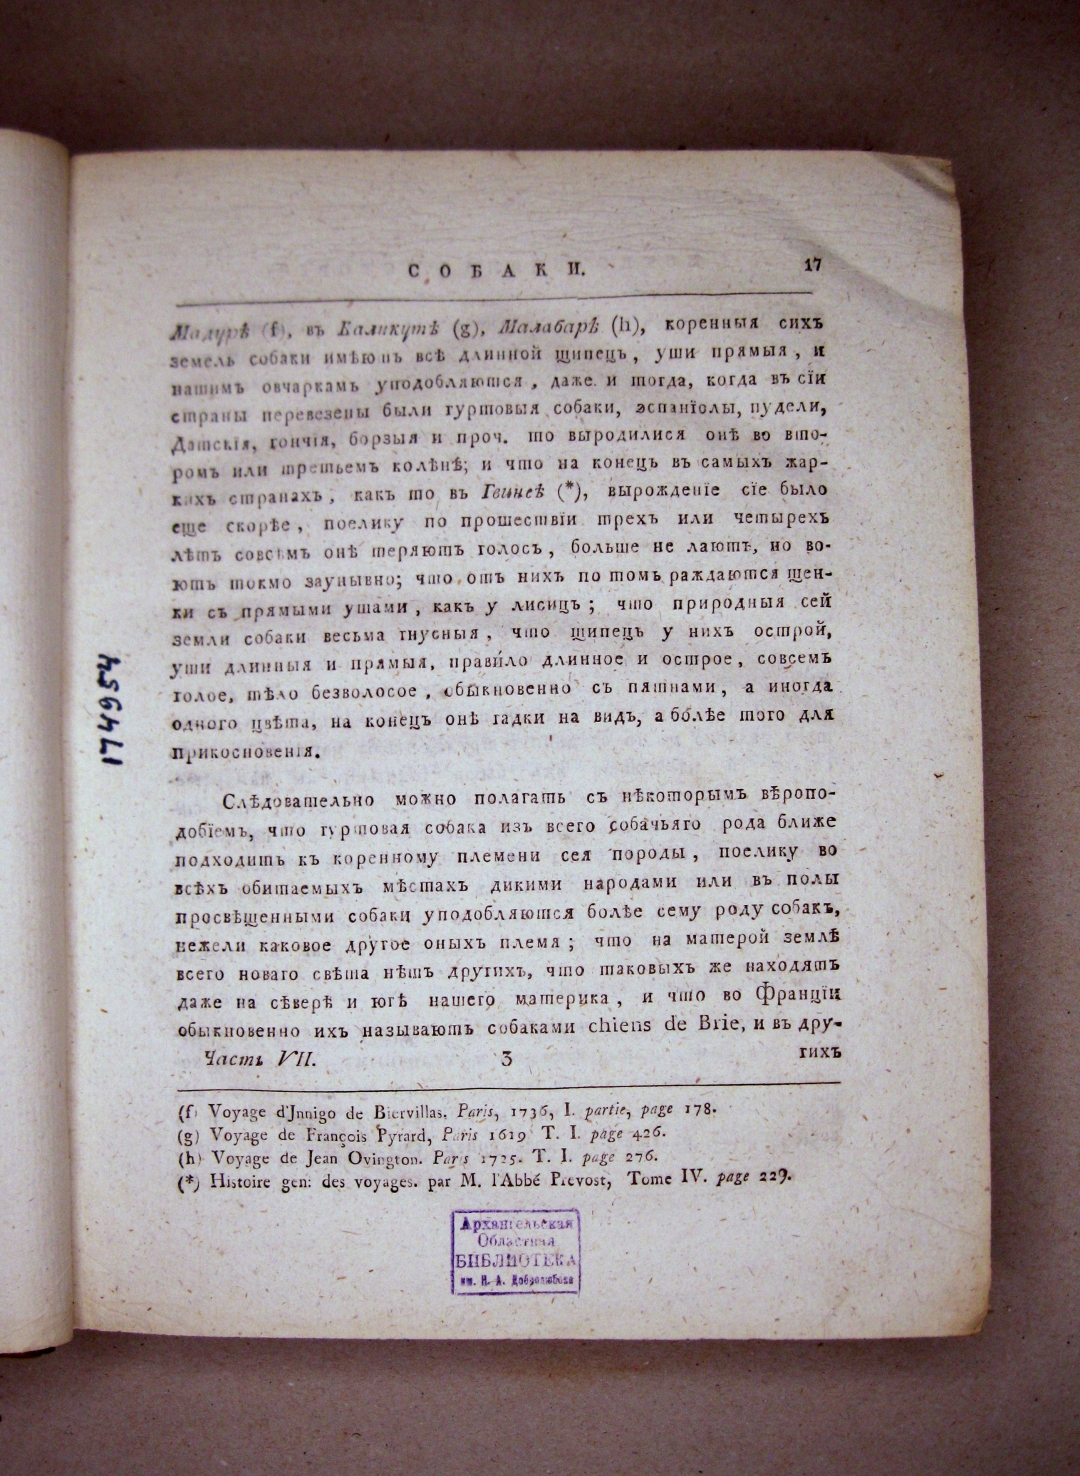 СОБАКИ. 17
Мадурѣ (f), въ Каликутѣ (g), Малабарѣ (h), коренныя сихъ
земель собаки имѣютъ всѣ длинной щипецъ, уши прямыя, и
нашимъ овчаркамъ уподобляются, даже и тогда, когда въ сіи
страны перевезены были гуртовыя собаки, эспаніолы, пудели,
Датскія, гончія, борзыя и проч. то выродилися онѣ во вто-
ромъ или третьемъ колѣнѣ; и что на конецъ въ самыхъ жар-
кихъ странахъ, какъ то въ Гвинеѣ (*), вырожденіе сіе было
еще скорѣе, поелику по прошествіи трехъ или четырехъ
лѣтъ совсѣмъ онѣ теряютъ голосъ, больше не лаютъ, но во-
ютъ токмо заунывно; что отъ нихъ по томъ раждаются щен-
ки съ прямыми ушами, какъ у лисицъ; что природныя сей
земли собаки весьма гнусныя, что щипецъ у нихъ острой,
уши длинныя и прямыя, правило длинное и острое, совсемъ
голое, тѣло безволосое, обыкновенно съ пятнами, а иногда
одного цвѣта, на конецъ онѣ гадки на видъ, а болѣе того для
прикосновенія.
Слѣдовательно можно полагать съ нѣкоторымъ вѣропо-
добіемъ, что гуртовая собака изъ всего собачьяго рода ближе
подходитъ къ коренному племени сея породы, поелику во
всѣхъ обитаемыхъ мѣстахъ дикими народами или въ полы
просвѣщенными собаки уподобляются болѣе сему роду собакъ,
нежели каковое другое оныхъ племя; что на матерой землѣ
всего новаго свѣта нѣтъ другихъ, что таковыхъ же находятъ
даже на сѣверѣ и югѣ нашего материка, и что во Франціи
обыкновенно ихъ называютъ собаками chiens de Brie, и въ дру-
Часть VII. 3 гихъ
(f) Voyage d'Jnnigo de Biervillas, Paris, 1736, I. partie, page 178.
(g) Voyage de François Pyrard, Paris 1619 T. I. page 426.
(h) Voyage de Jean Ovington. Paris 1725. T. I. page 276.
(*) Histoire gen: des voyages. par M. l'Abbé Prevost, Tome IV. page 229.
Архангельская
Областная
БИБЛИОТЕКА
им. Н. А. Добролюбова